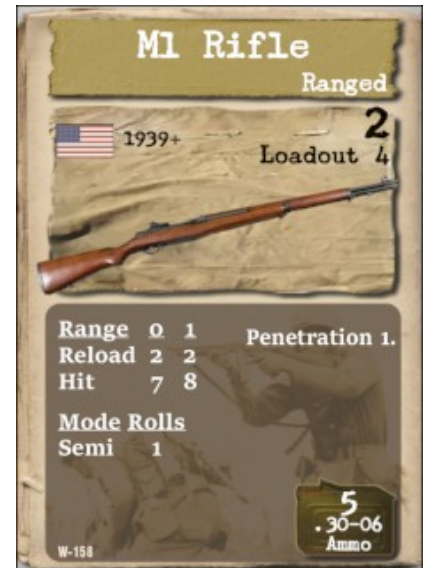 M1 Rifle
Ranged
1939+
2
Loadout 4
Range 0 1
Reload 2 2
Hit 7 8
Penetration 1.
Mode Rolls
Semi 1
5
.30-06
Ammo
W-158